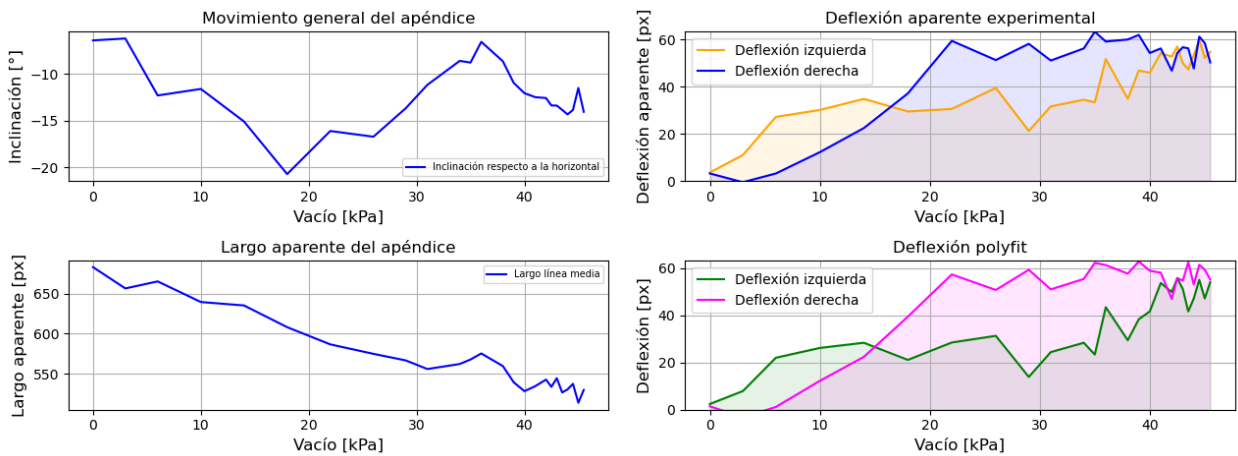 Movimiento general del apéndice
Inclinación [°]
−10
−15
−20
Inclinación respecto a la horizontal
0 10 20 30 40
Vacío [kPa]
Deflexión aparente experimental
Deflexión aparente [px]
60
40
20
0
Deflexión izquierda
Deflexión derecha
0 10 20 30 40
Vacío [kPa]
Largo aparente del apéndice
Largo aparente [px]
650
600
550
Largo línea media
0 10 20 30 40
Vacío [kPa]
Deflexión polyfit
Deflexión [px]
60
40
20
0
Deflexión izquierda
Deflexión derecha
0 10 20 30 40
Vacío [kPa]